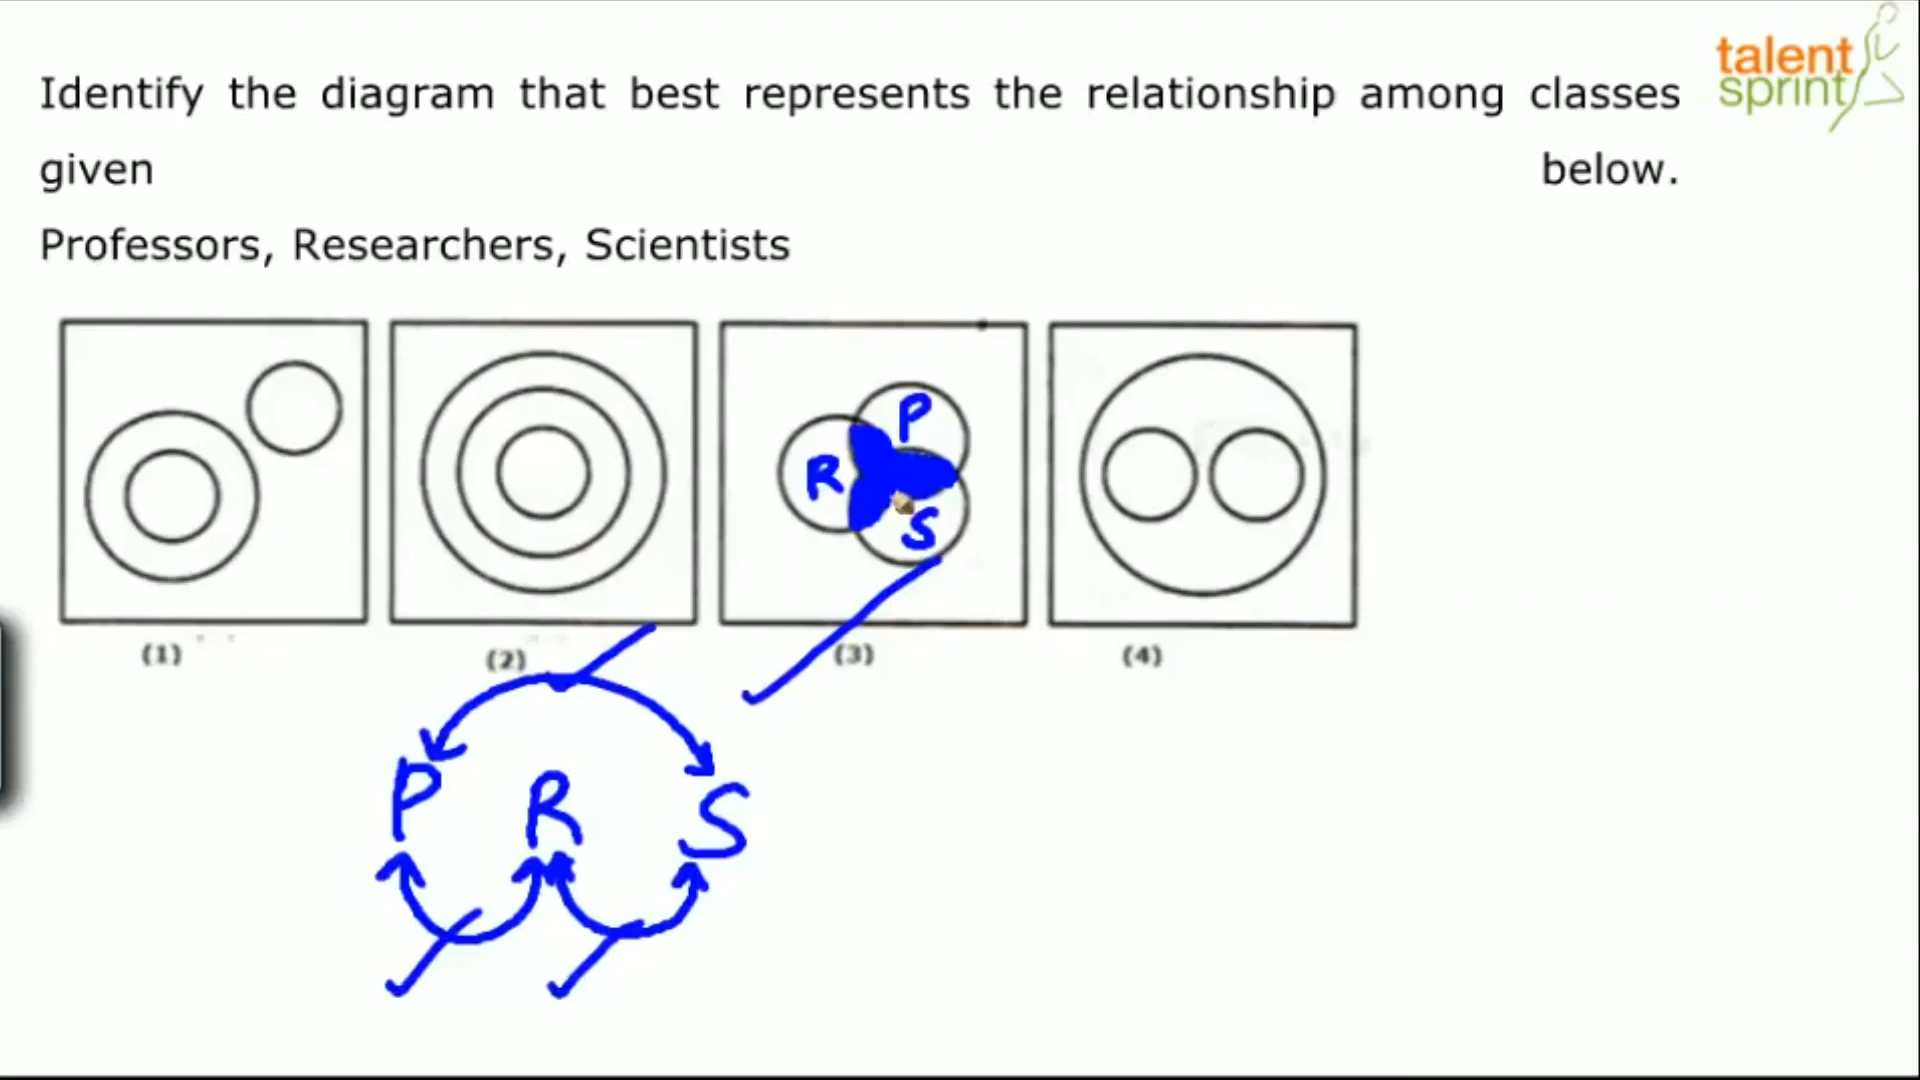 talent
sprint
Identify the diagram that best represents the relationship among classes
given below.
Professors, Researchers, Scientists
P
R
S
(1) (2) (3) (4)
P R S